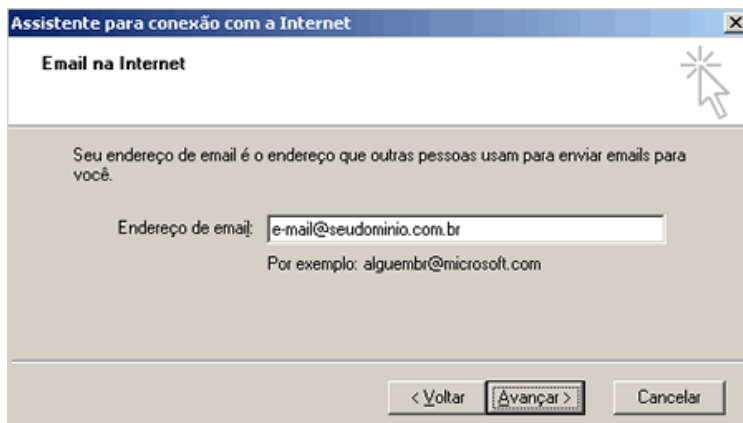 Assistente para conexão com a Internet
Email na Internet
Seu endereço de email é o endereço que outras pessoas usam para enviar emails para
você.
Endereço de email: e-mail@seudominio.com.br
Por exemplo: alguembr@microsoft.com
< Voltar Avançar > Cancelar